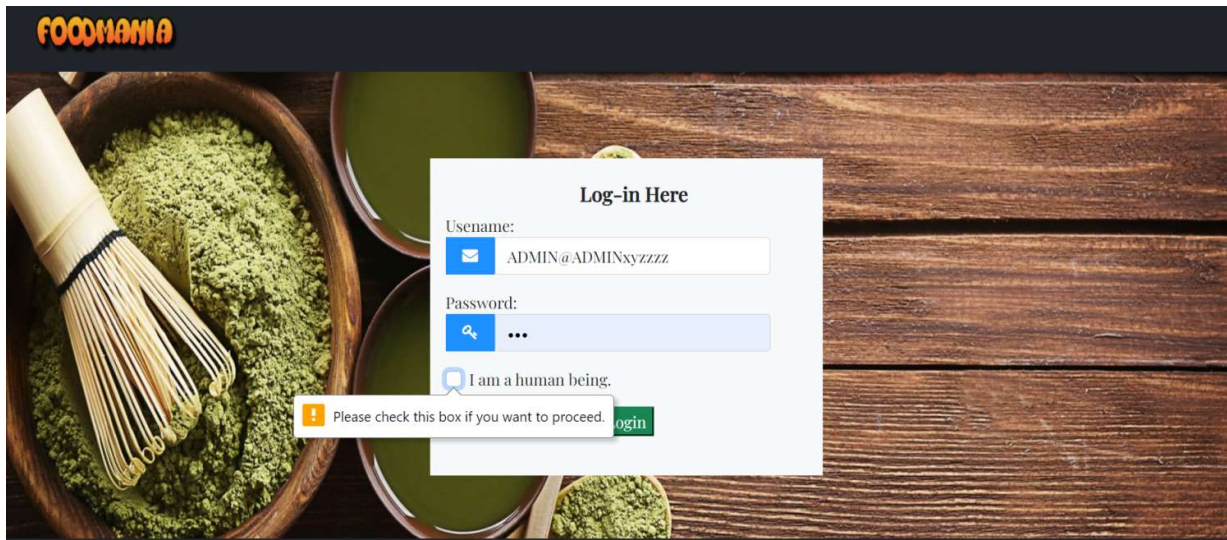 FOODMANIA
Log-in Here
Usename:
ADMIN@ADMINxyzzzz
Password:
•••
I am a human being.
Please check this box if you want to proceed.
ogin